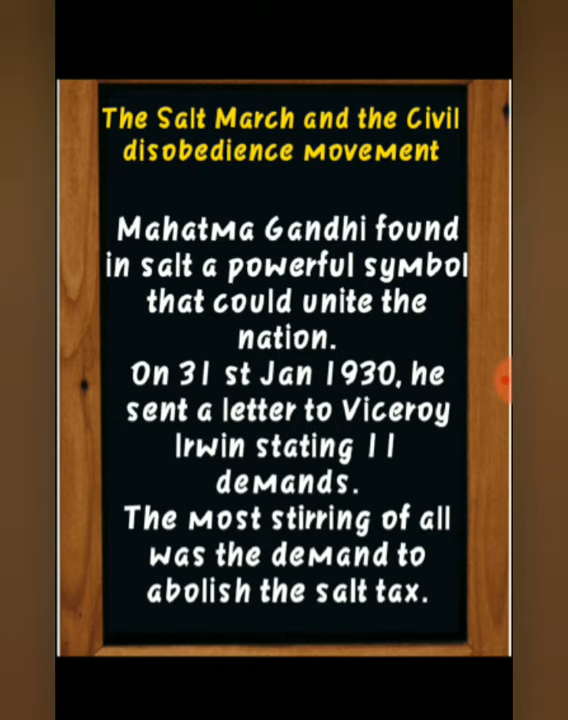 The Salt March and the Civil
disobedience movement
Mahatma Gandhi found
in salt a powerful symbol
that could unite the
nation.
On 31 st Jan 1930, he
sent a letter to Viceroy
Irwin stating 11
demands.
The most stirring of all
was the demand to
abolish the salt tax.